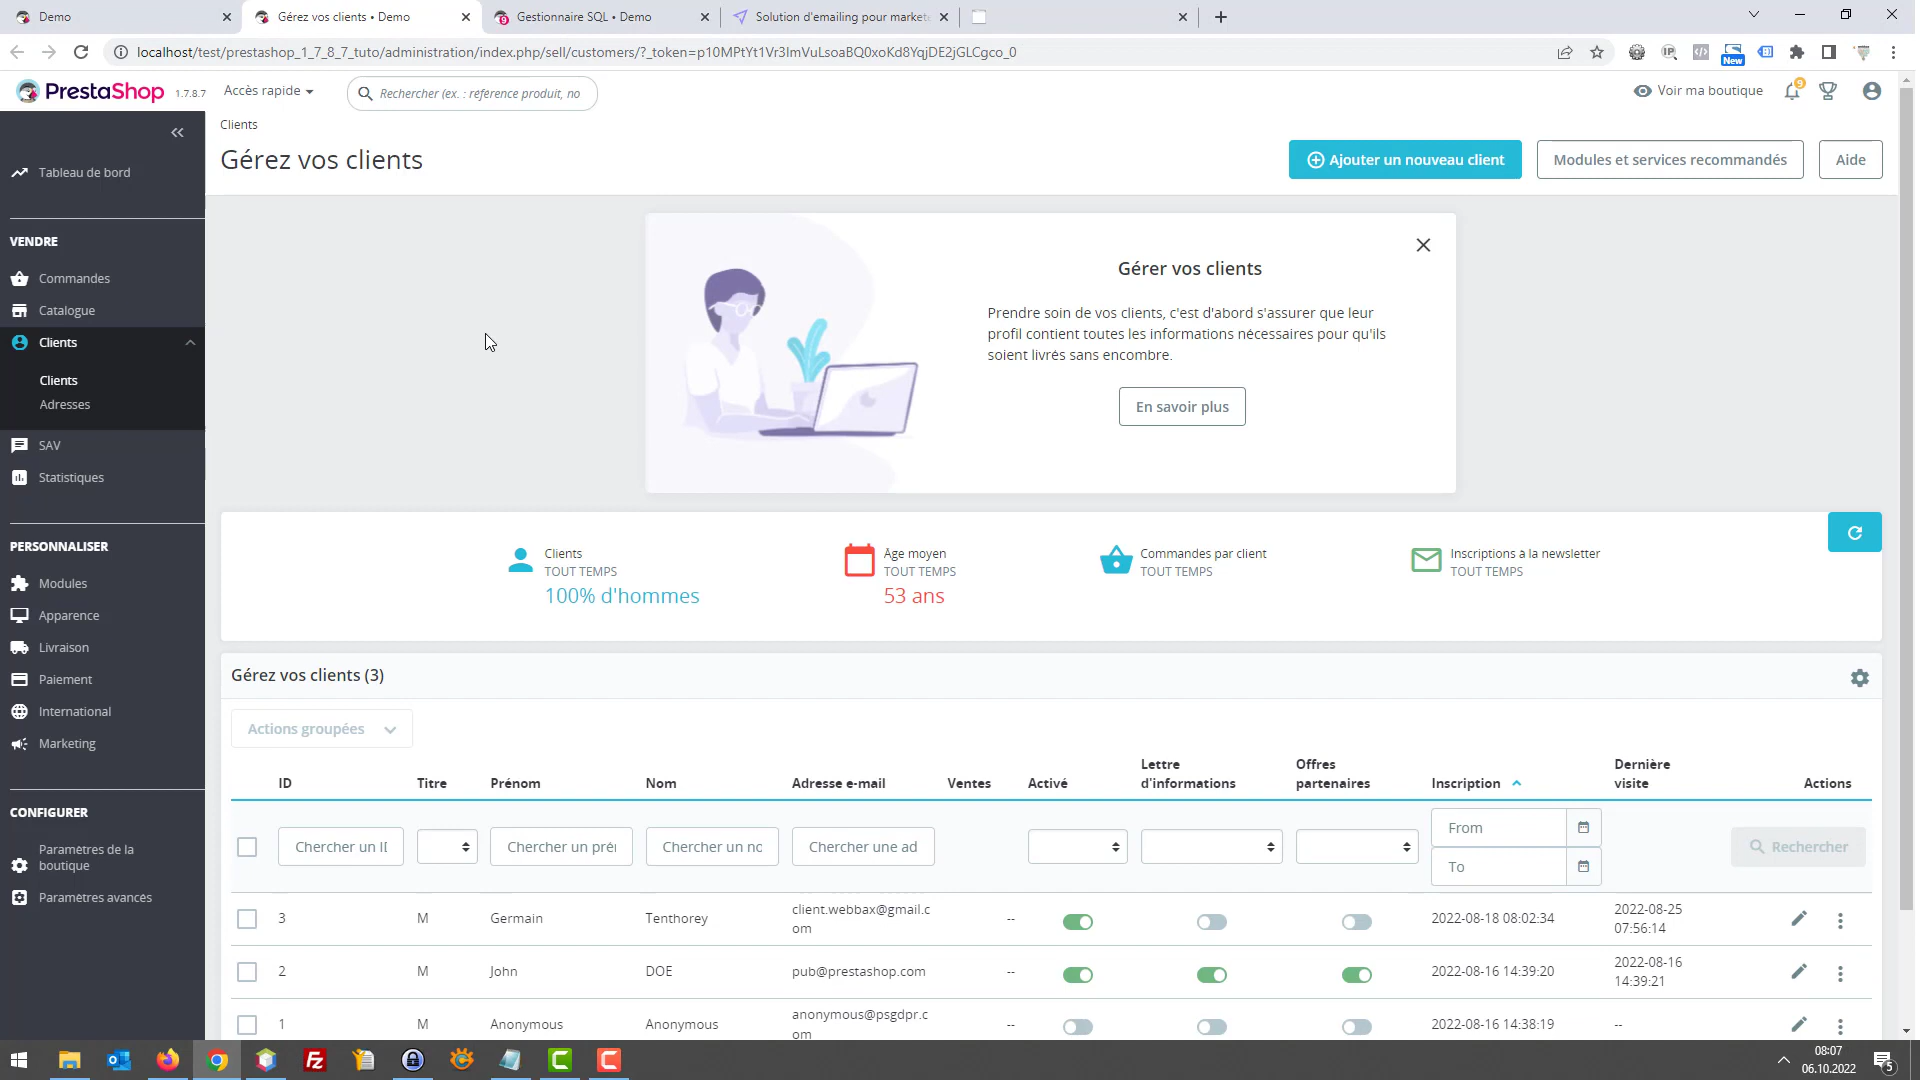 Demo
Gérez vos clients • Demo
Gestionnaire SQL • Demo
Solution d'emailing pour market
localhost/test/prestashop_1_7_8_7_tuto/administration/index.php/sell/customers/?_token=p10MPtYt1Vr3ImVuLsoaBQ0xoKd8YqjDE2jGLCgco_0
New
PrestaShop 1.7.8.7
Accès rapide
Rechercher (ex. : référence produit, no
Voir ma boutique
9
Clients
Gérez vos clients
Ajouter un nouveau client
Modules et services recommandés
Aide
Tableau de bord
VENDRE
Commandes
Catalogue
Clients
Clients
Adresses
SAV
Statistiques
PERSONNALISER
Modules
Apparence
Livraison
Paiement
International
Marketing
CONFIGURER
Paramètres de la
boutique
Paramètres avancés
Gérer vos clients
Prendre soin de vos clients, c'est d'abord s'assurer que leur
profil contient toutes les informations nécessaires pour qu'ils
soient livrés sans encombre.
En savoir plus
Clients
TOUT TEMPS
100% d'hommes
Âge moyen
TOUT TEMPS
53 ans
Commandes par client
TOUT TEMPS
Inscriptions à la newsletter
TOUT TEMPS
Gérez vos clients (3)
Actions groupées
ID Titre Prénom Nom Adresse e-mail Ventes Activé Lettre d'informations Offres partenaires Inscription Dernière visite Actions
Chercher un ID
Chercher un pré
Chercher un no
Chercher une ad
From
To
Rechercher
3 M Germain Tenthorey client.webbax@gmail.com -- 2022-08-18 08:02:34 2022-08-25 07:56:14
2 M John DOE pub@prestashop.com -- 2022-08-16 14:39:20 2022-08-16 14:39:21
1 M Anonymous Anonymous anonymous@psgdpr.com -- 2022-08-16 14:38:19 --
08:07
06.10.2022
5